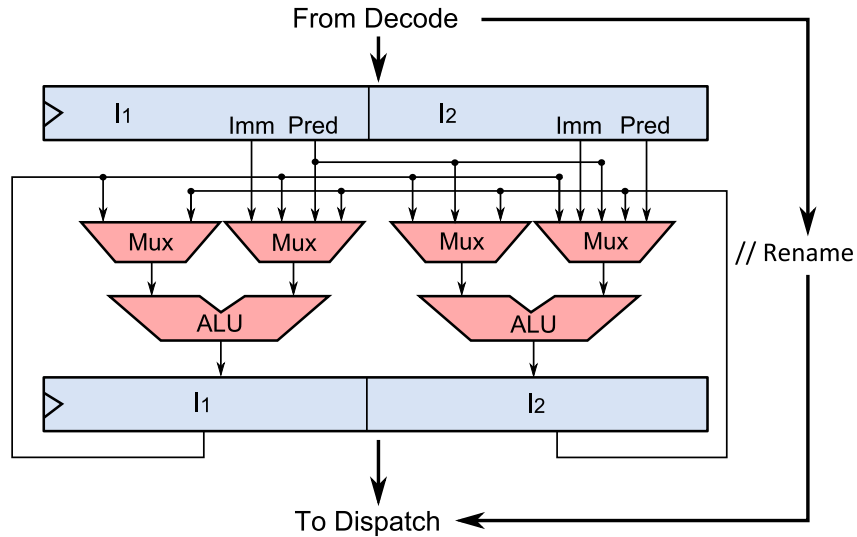 From Decode
I1 I2
Imm Pred Imm Pred
Mux Mux Mux Mux
// Rename
ALU ALU
I1 I2
To Dispatch